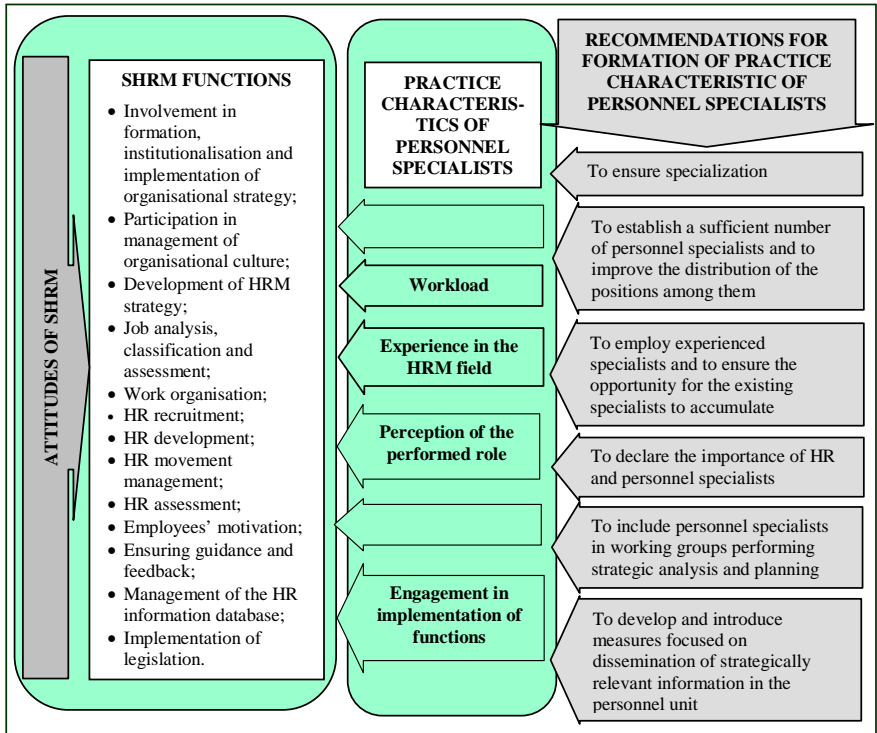 ATTITUDES OF SHRM
SHRM FUNCTIONS
• Involvement in
formation,
institutionalisation and
implementation of
organisational strategy;
• Participation in
management of
organisational culture;
• Development of HRM
strategy;
• Job analysis,
classification and
assessment;
• Work organisation;
• HR recruitment;
• HR development;
• HR movement
management;
• HR assessment;
• Employees' motivation;
• Ensuring guidance and
feedback;
• Management of the HR
information database;
• Implementation of
legislation.
PRACTICE
CHARACTERIS-
TICS OF
PERSONNEL
SPECIALISTS
Workload
Experience in the
HRM field
Perception of the
performed role
Engagement in
implementation of
functions
RECOMMENDATIONS FOR
FORMATION OF PRACTICE
CHARACTERISTIC OF
PERSONNEL SPECIALISTS
To ensure specialization
To establish a sufficient number
of personnel specialists and to
improve the distribution of the
positions among them
To employ experienced
specialists and to ensure the
opportunity for the existing
specialists to accumulate
To declare the importance of HR
and personnel specialists
To include personnel specialists
in working groups performing
strategic analysis and planning
To develop and introduce
measures focused on
dissemination of strategically
relevant information in the
personnel unit